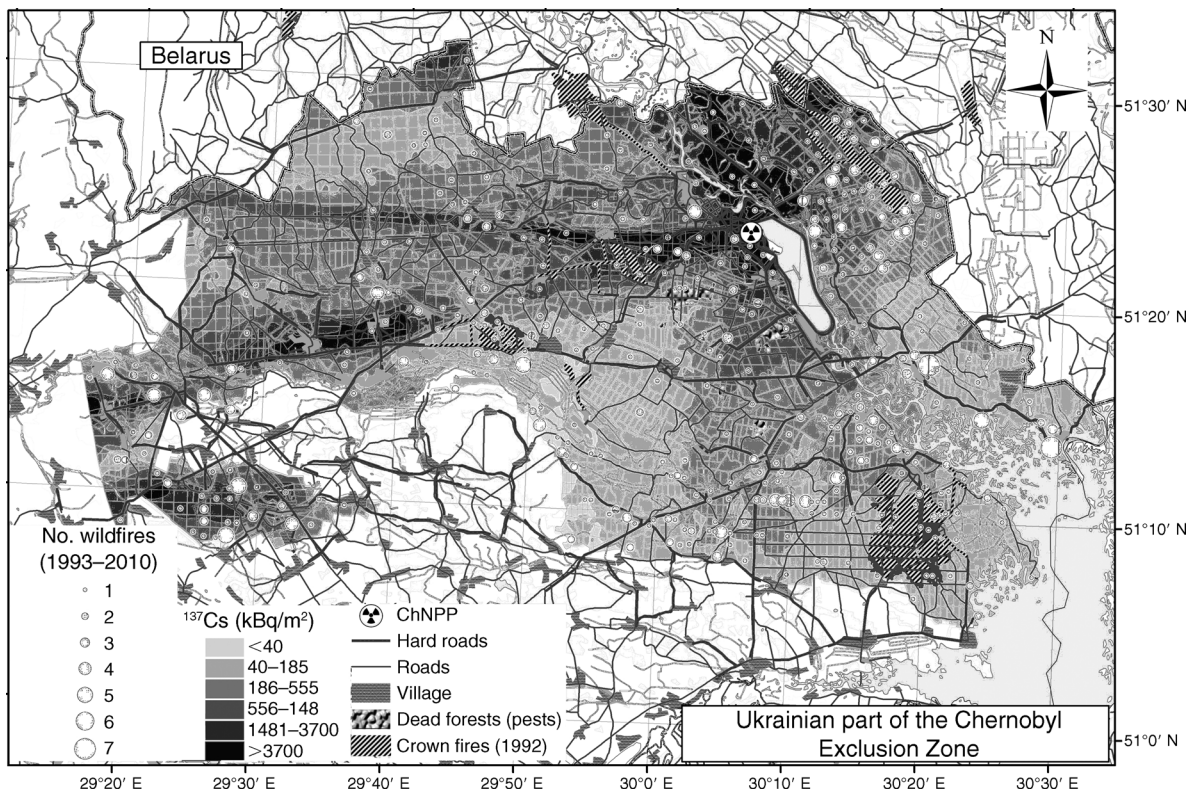 Belarus
N
51°30′ N
51°20′ N
51°10′ N
51°0′ N
No. wildfires
(1993–2010)
1
2
3
4
5
6
7
¹³⁷Cs (kBq/m²)
<40
40–185
186–555
556–148
1481–3700
>3700
ChNPP
Hard roads
Roads
Village
Dead forests (pests)
Crown fires (1992)
Ukrainian part of the Chernobyl
Exclusion Zone
29°20′ E
29°30′ E
29°40′ E
29°50′ E
30°0′ E
30°10′ E
30°20′ E
30°30′ E